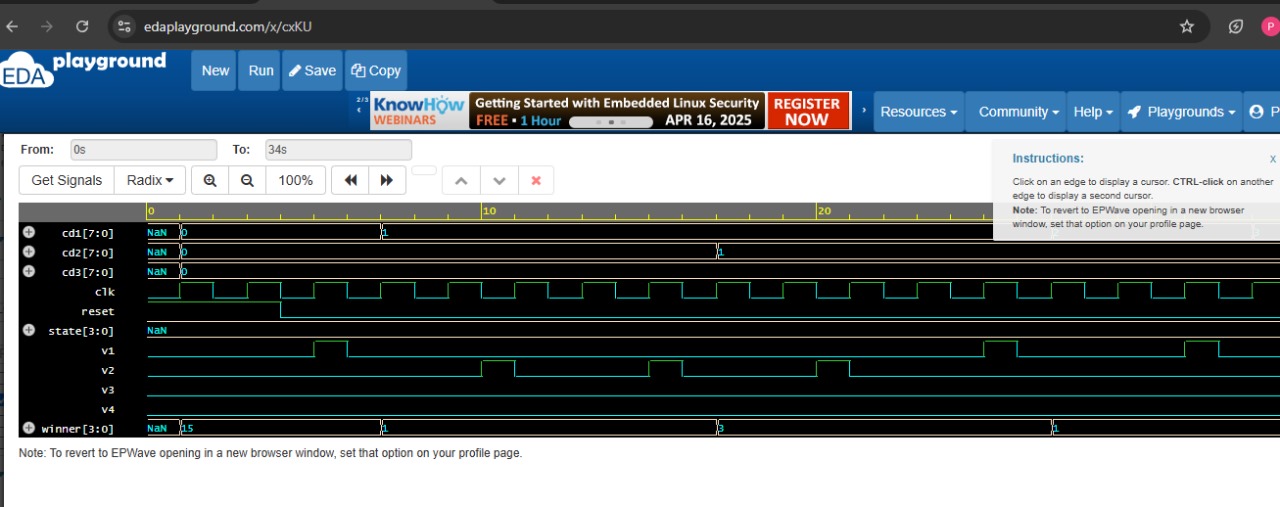 edaplayground.com/x/cxKU
P
EDA playground
New Run Save Copy
2/3 KnowHow WEBINARS Getting Started with Embedded Linux Security FREE • 1 Hour APR 16, 2025 REGISTER NOW
Resources Community Help Playgrounds P
From: 0s To: 34s
Get Signals Radix 100%
Instructions: x
Click on an edge to display a cursor. CTRL-click on another
edge to display a second cursor.
Note: To revert to EPWave opening in a new browser
window, set that option on your profile page.
0 10 20
cd1[7:0] NaN 0 1
cd2[7:0] NaN 0 1
cd3[7:0] NaN 0
clk
reset
state[3:0] NaN
v1
v2
v3
v4
winner[3:0] NaN 15 1 3 1
Note: To revert to EPWave opening in a new browser window, set that option on your profile page.